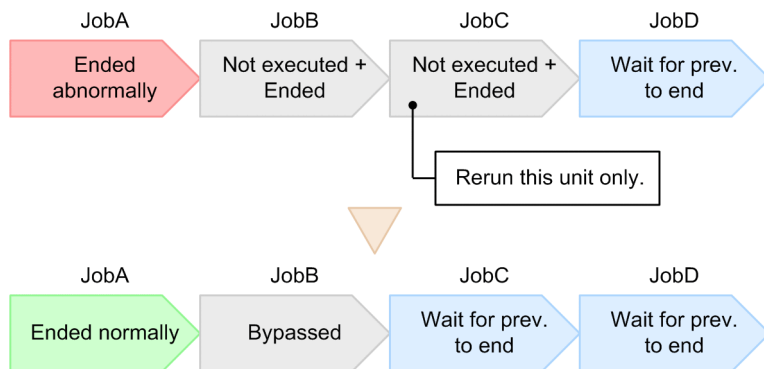 JobA JobB JobC JobD
Ended abnormally
Not executed + Ended
Not executed + Ended
Wait for prev. to end
Rerun this unit only.
JobA JobB JobC JobD
Ended normally
Bypassed
Wait for prev. to end
Wait for prev. to end